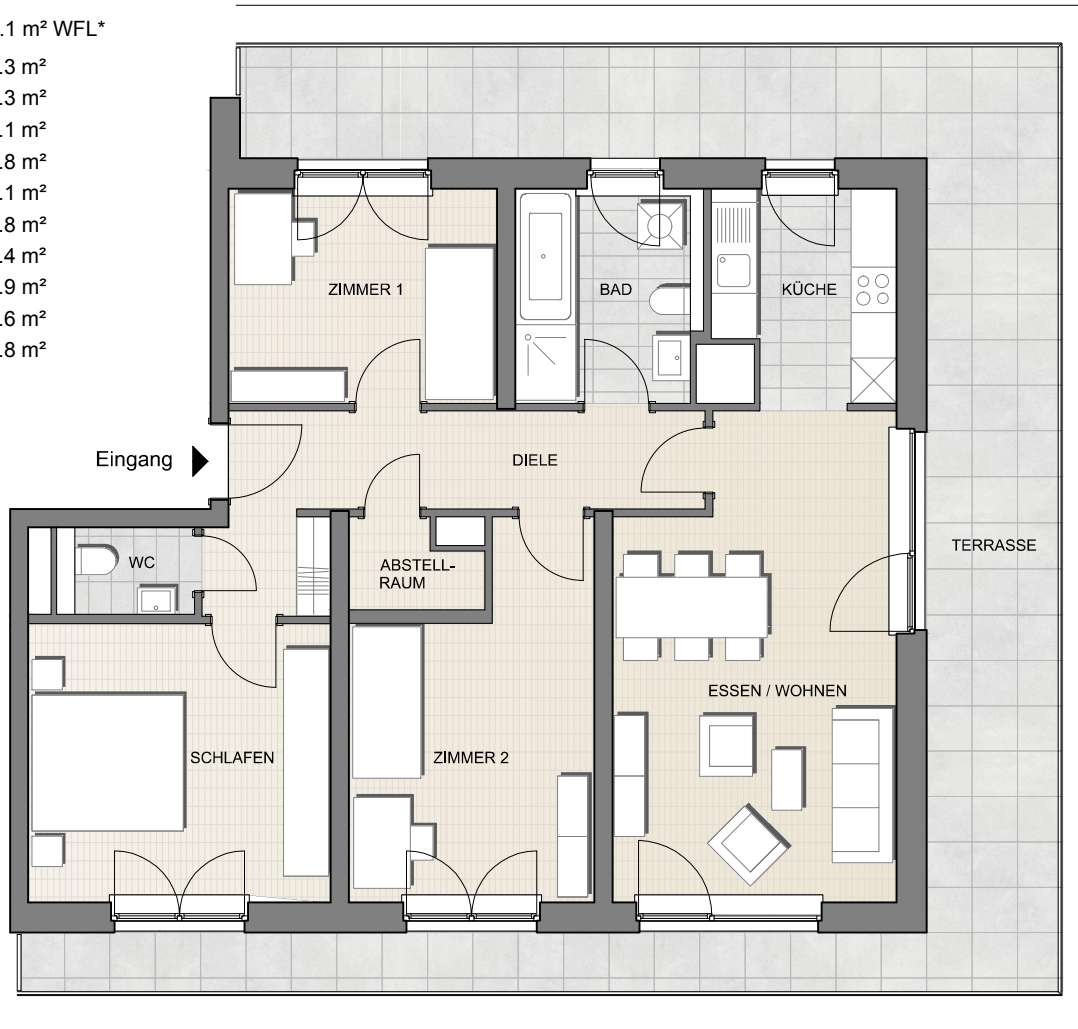 .1 m² WFL*
.3 m²
.3 m²
.1 m²
.8 m²
.1 m²
.8 m²
.4 m²
.9 m²
.6 m²
.8 m²
ZIMMER 1
BAD
KÜCHE
Eingang
DIELE
WC
ABSTELL-
RAUM
TERRASSE
ESSEN / WOHNEN
SCHLAFEN
ZIMMER 2